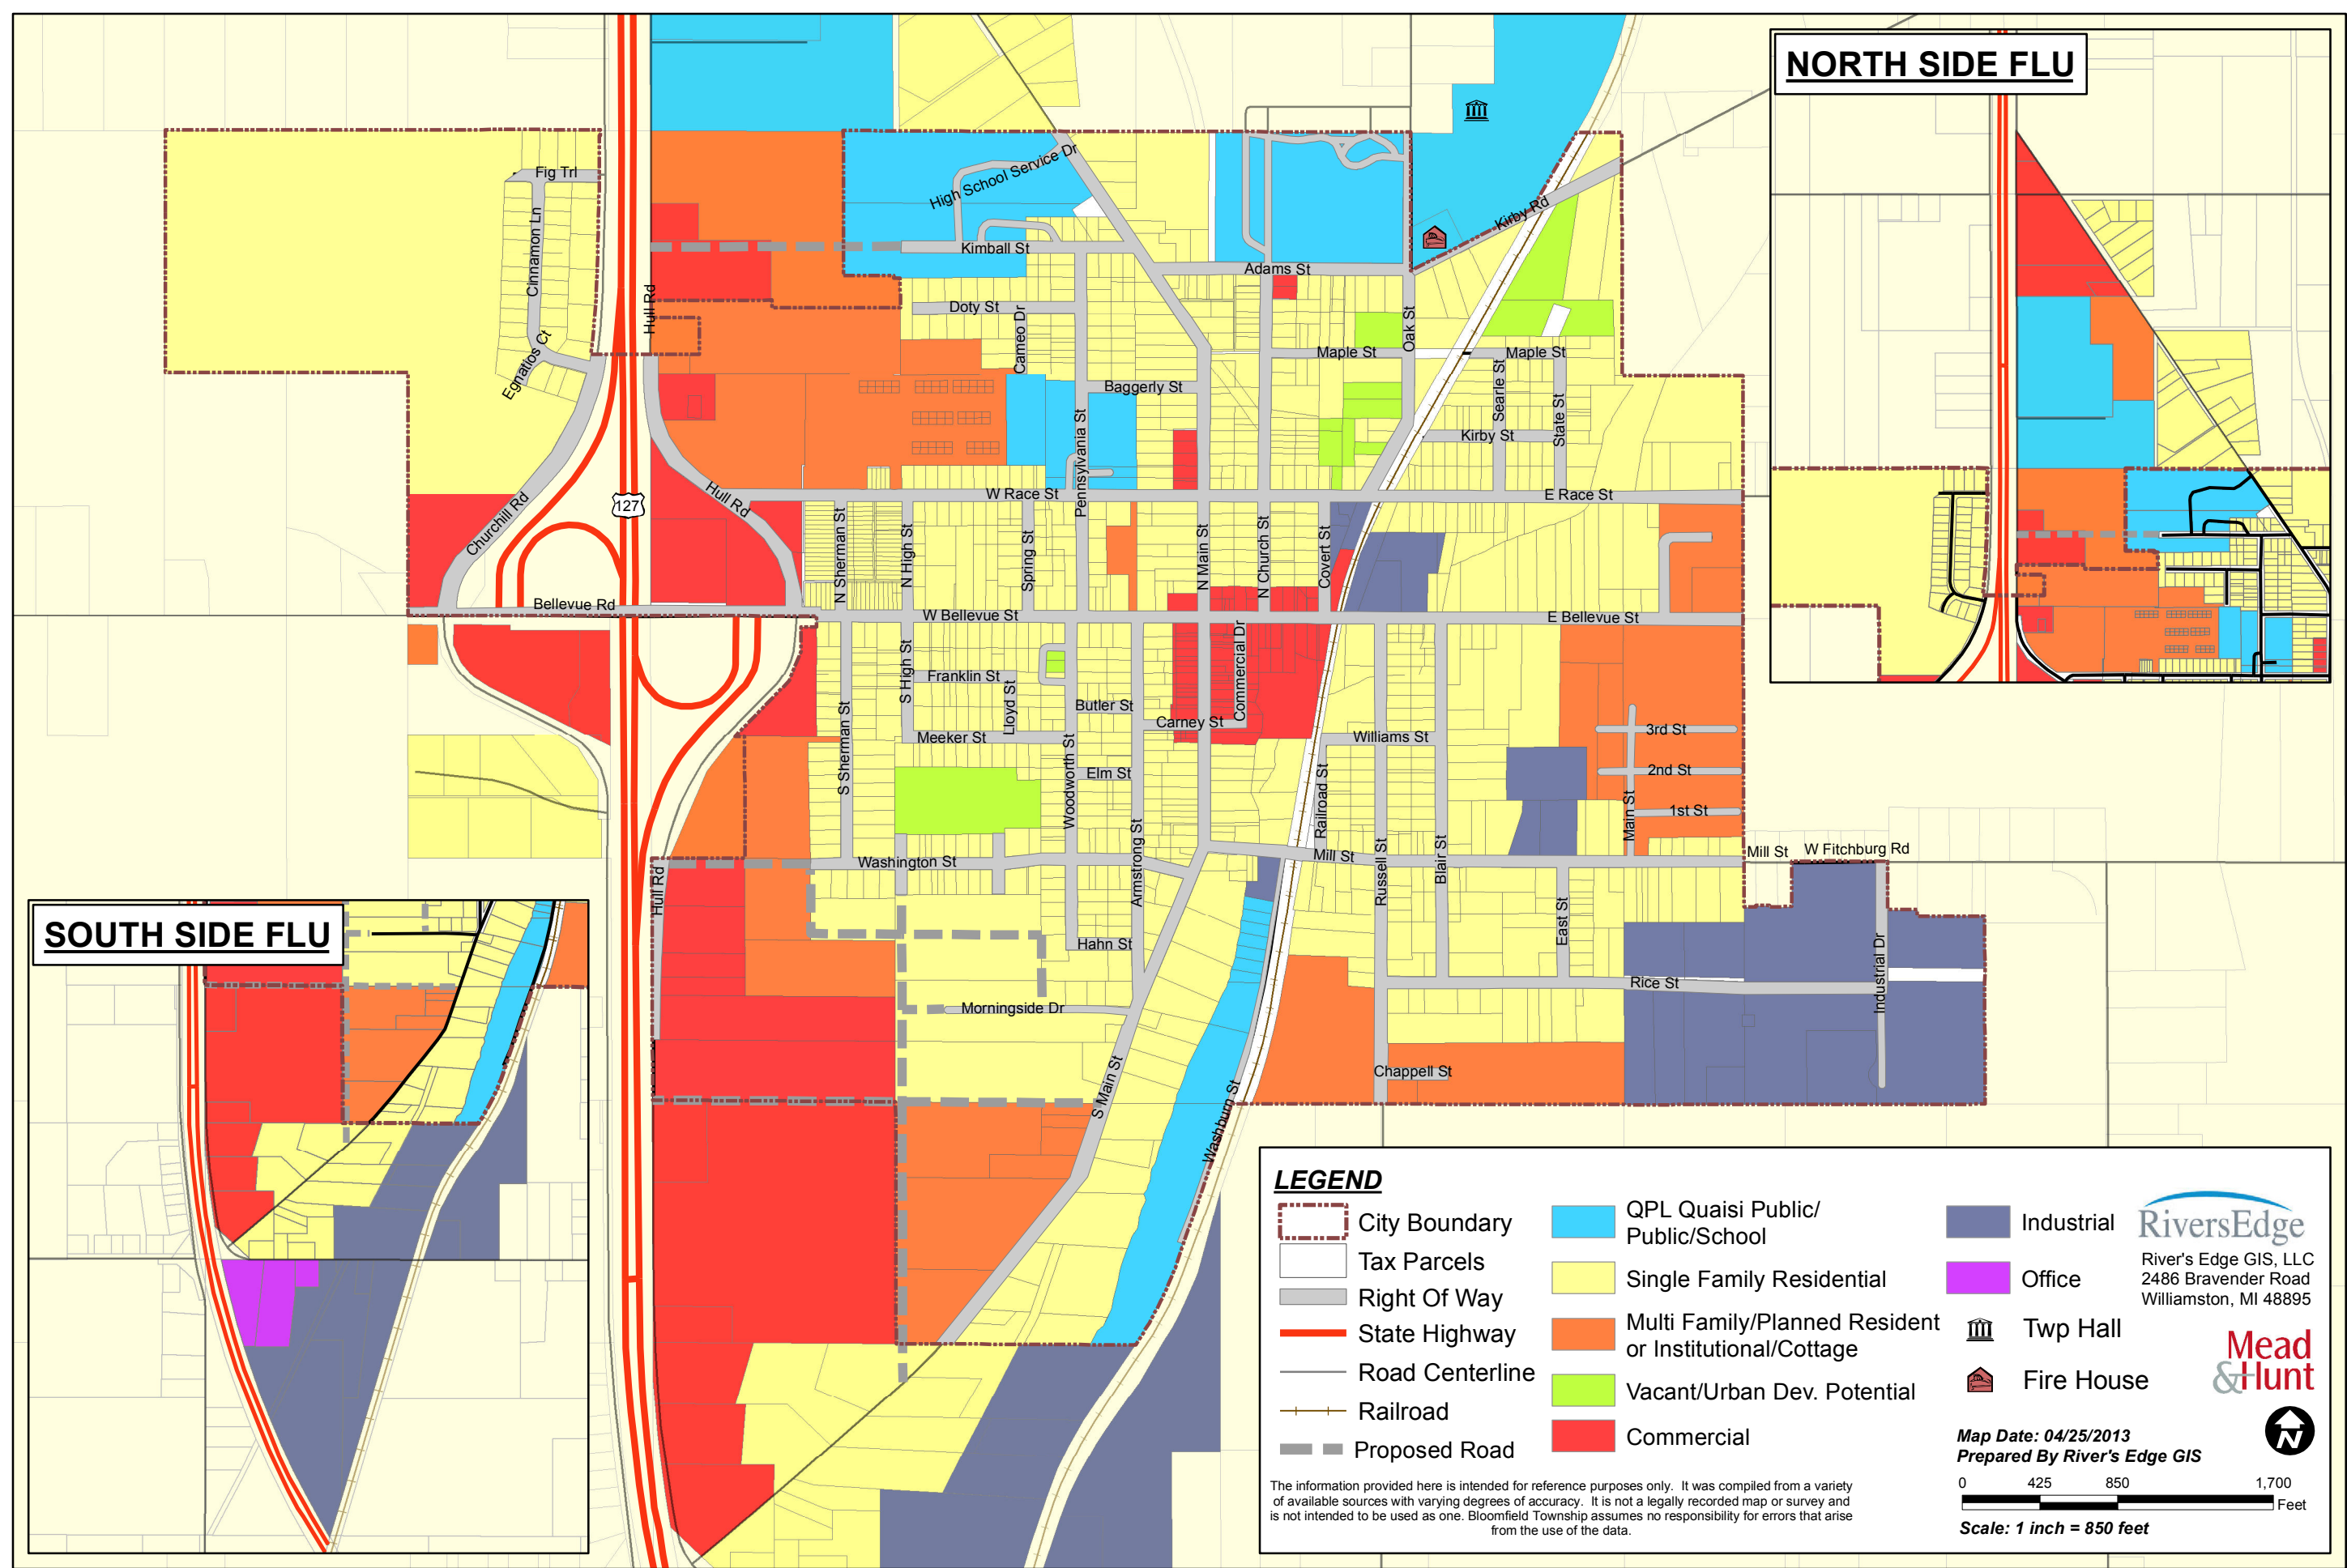 NORTH SIDE FLU
High School Service Dr
Fig Trl
Kirby Rd
Cinnamon Ln
Kimball St
Adams St
Hull Rd
Doty St
Cameo Dr
Oak St
Egnatios Ct
Maple St
Maple St
Baggerly St
Searle St
State St
Pennsylvania St
Kirby St
W Race St
E Race St
127
Hull Rd
Churchill Rd
N Sherman St
N High St
Spring St
N Main St
N Church St
Covert St
Bellevue Rd
W Bellevue St
E Bellevue St
S High St
Franklin St
Lloyd St
Commercial Dr
Butler St
Carney St
Meeker St
Williams St
3rd St
S Sherman St
Woodworth St
Elm St
2nd St
Railroad St
Main St
1st St
Armstrong St
Washington St
Mill St
Russell St
Blair St
Mill St
W Fitchburg Rd
Hull Rd
SOUTH SIDE FLU
East St
Hahn St
Industrial Dr
Rice St
Morningside Dr
S Main St
Chappell St
Washburn St
LEGEND
City Boundary
Tax Parcels
Right Of Way
State Highway
Road Centerline
Railroad
Proposed Road
QPL Quaisi Public/
Public/School
Single Family Residential
Multi Family/Planned Resident
or Institutional/Cottage
Vacant/Urban Dev. Potential
Commercial
Industrial
Office
Twp Hall
Fire House
RiversEdge
River's Edge GIS, LLC
2486 Bravender Road
Williamston, MI 48895
Mead
&Hunt
N
Map Date: 04/25/2013
Prepared By River's Edge GIS
0 425 850 1,700
Feet
Scale: 1 inch = 850 feet
The information provided here is intended for reference purposes only. It was compiled from a variety
of available sources with varying degrees of accuracy. It is not a legally recorded map or survey and
is not intended to be used as one. Bloomfield Township assumes no responsibility for errors that arise
from the use of the data.